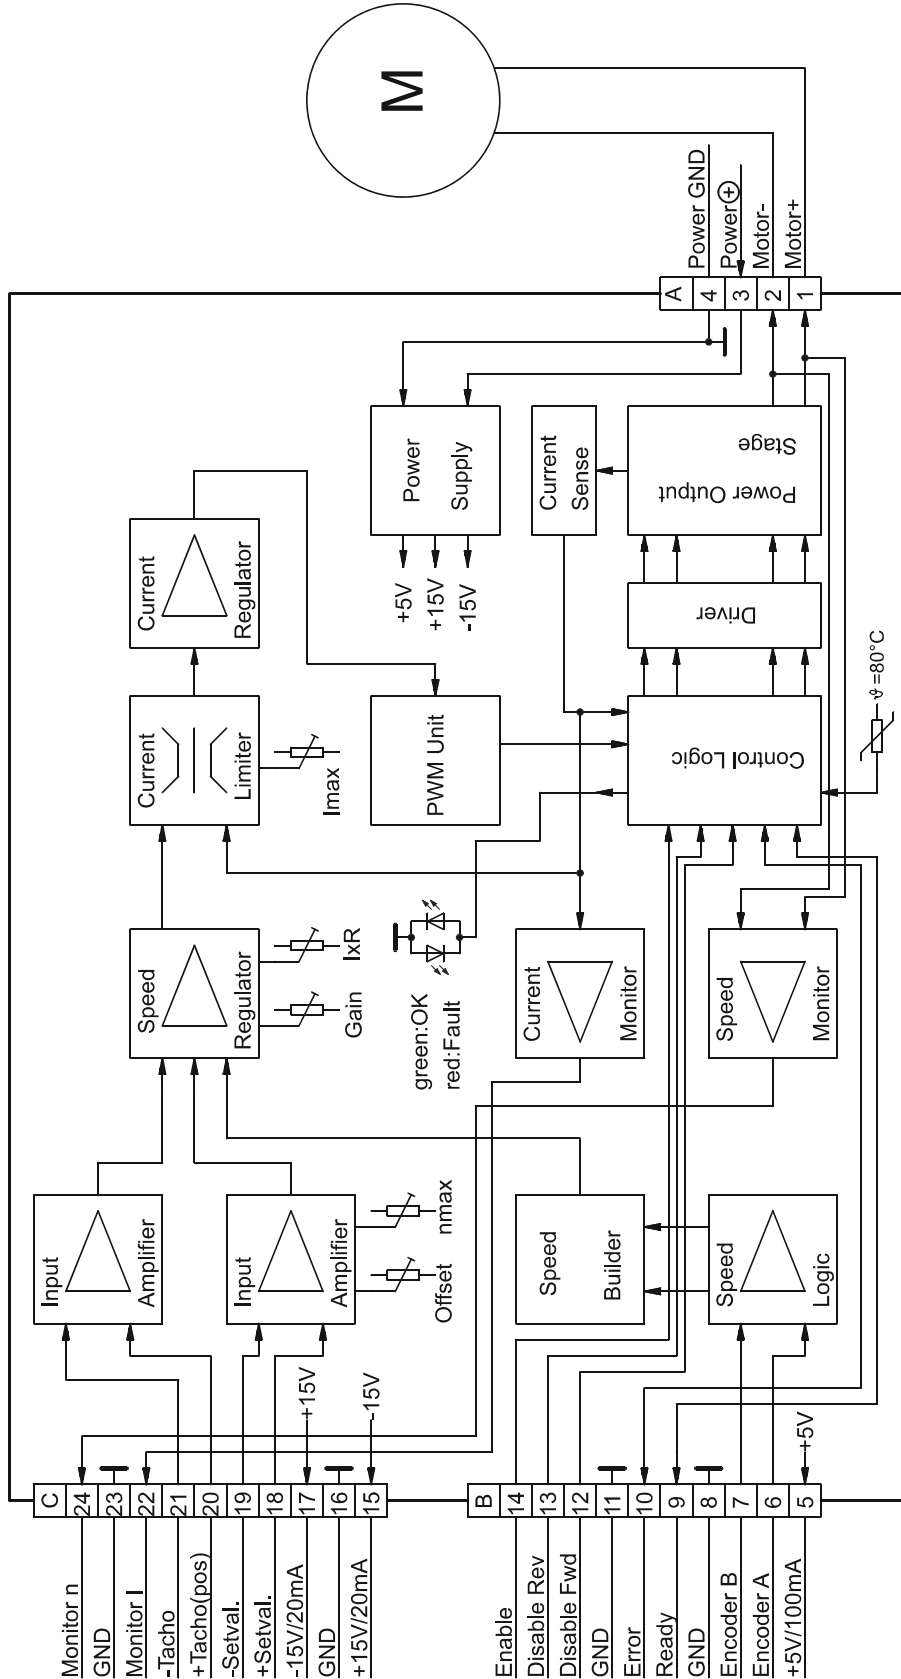 M
Power GND
Power+
Motor-
Motor+
A
4
3
2
1
Current
Regulator
Power
Supply
+5V
+15V
-15V
Current
Sense
Power Output
Stage
Driver
ϑ=80°C
Current
Limiter
Imax
PWM Unit
Control Logic
Speed
Regulator
Gain
IxR
green:OK
red:Fault
Current
Monitor
Speed
Monitor
Input
Amplifier
Input
Amplifier
Offset
nmax
Speed
Builder
Speed
Logic
+15V
-15V
+5V
C
24
23
22
21
20
19
18
17
16
15
B
14
13
12
11
10
9
8
7
6
5
Monitor n
GND
Monitor I
-Tacho
+Tacho(pos)
-Setval.
+Setval.
-15V/20mA
GND
+15V/20mA
Enable
Disable Rev
Disable Fwd
GND
Error
Ready
GND
Encoder B
Encoder A
+5V/100mA